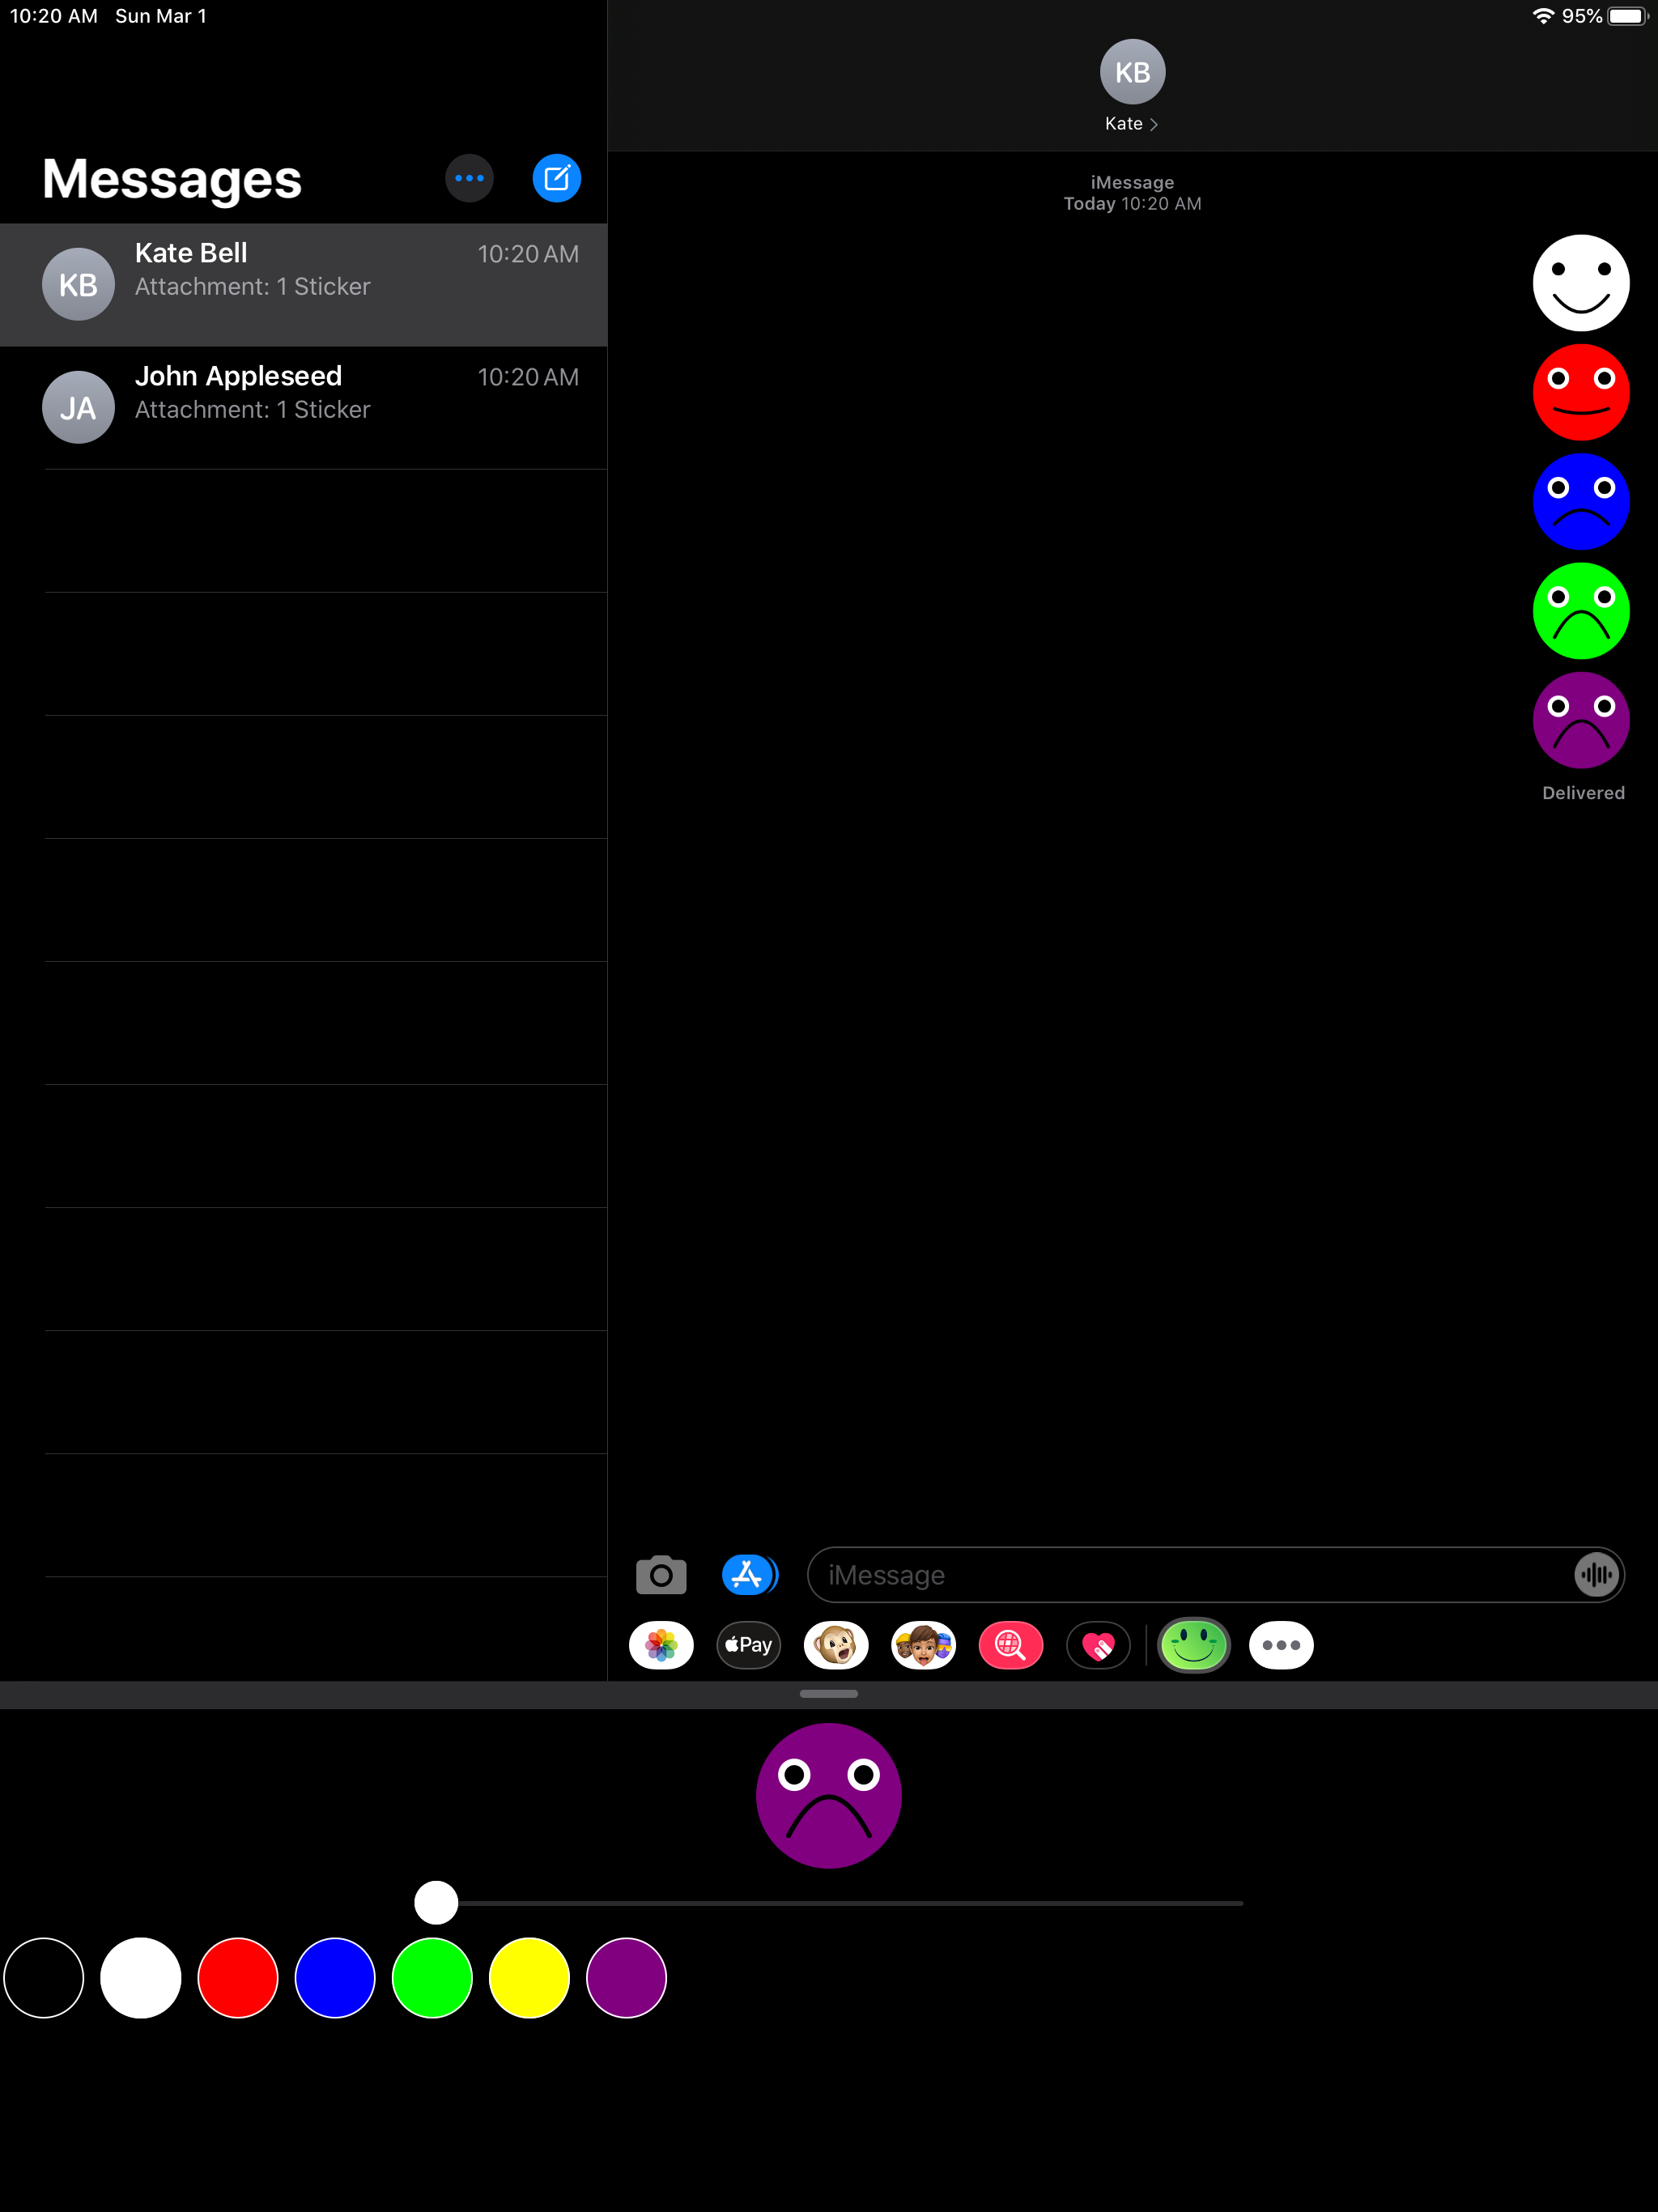 10:20 AM Sun Mar 1
95%
Messages
KB
Kate Bell
10:20 AM
Attachment: 1 Sticker
JA
John Appleseed
10:20 AM
Attachment: 1 Sticker
KB
Kate
iMessage
Today 10:20 AM
Delivered
iMessage
Pay